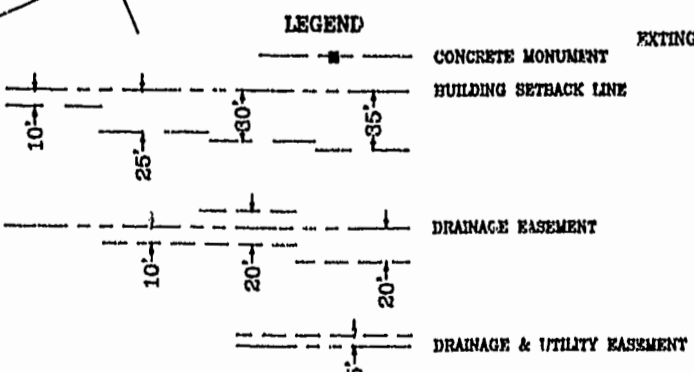 LEGEND
EXTING
CONCRETE MONUMENT
BUILDING SETBACK LINE
10'
25'
30'
35'
DRAINAGE EASEMENT
10'
20'
20'
DRAINAGE & UTILITY EASEMENT